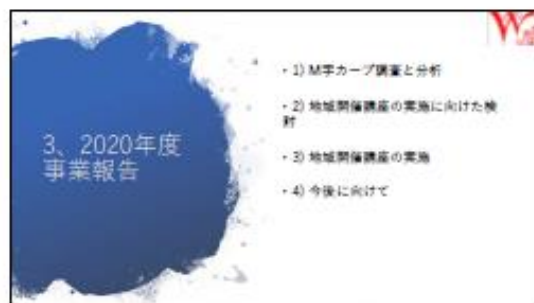 W
3、2020年度
事業報告
・1) M字カーブ調査と分析
・2) 地域開催講座の実施に向けた検
討
・3) 地域開催講座の実施
・4) 今後に向けて